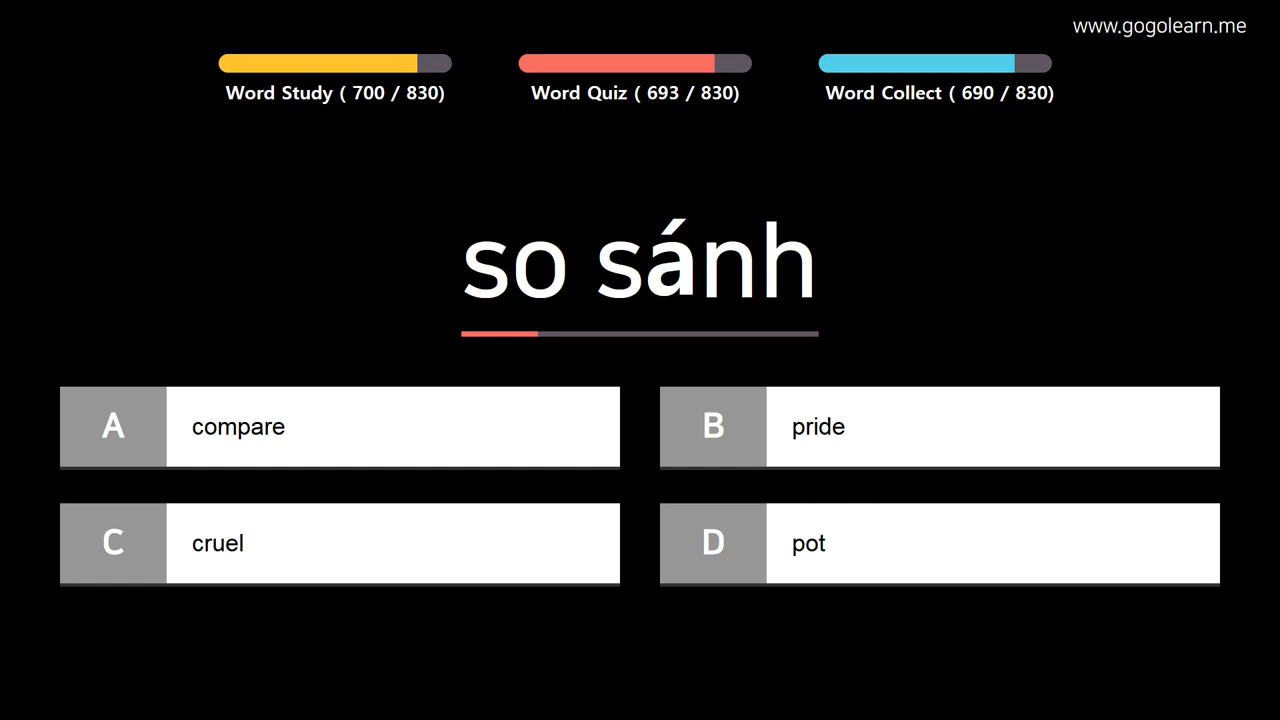 www.gogolearn.me
Word Study ( 700 / 830)
Word Quiz ( 693 / 830)
Word Collect ( 690 / 830)
so sánh
A compare
B pride
C cruel
D pot